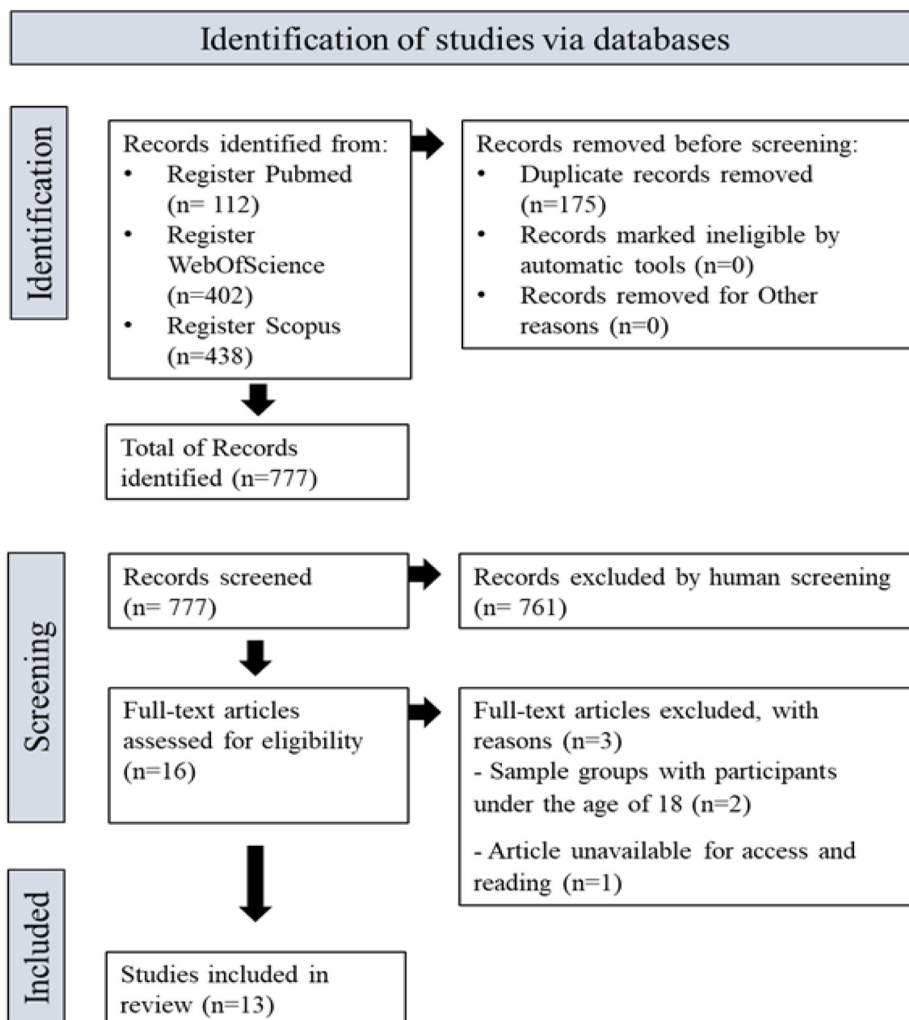 Identification of studies via databases
Identification
Records identified from:
• Register Pubmed
(n= 112)
• Register
WebOfScience
(n=402)
• Register Scopus
(n=438)
Records removed before screening:
• Duplicate records removed
(n=175)
• Records marked ineligible by
automatic tools (n=0)
• Records removed for Other
reasons (n=0)
Total of Records
identified (n=777)
Screening
Records screened
(n= 777)
Records excluded by human screening
(n= 761)
Full-text articles
assessed for eligibility
(n=16)
Full-text articles excluded, with
reasons (n=3)
- Sample groups with participants
under the age of 18 (n=2)
- Article unavailable for access and
reading (n=1)
Included
Studies included in
review (n=13)